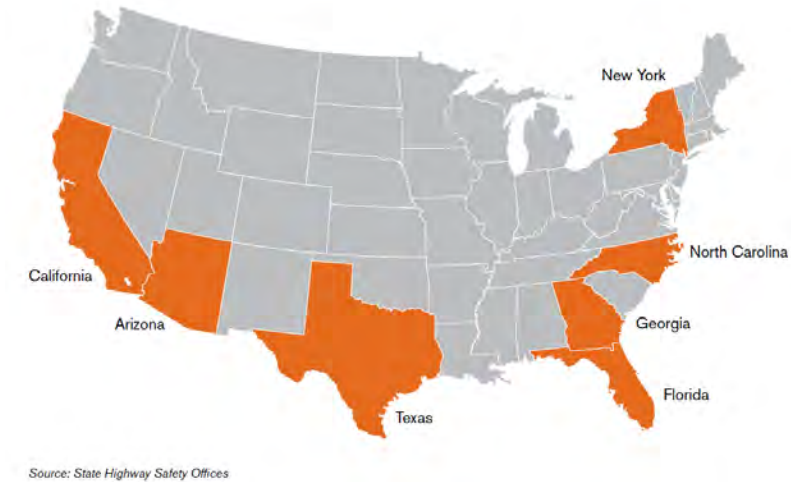 New York
North Carolina
California
Arizona
Georgia
Florida
Texas
Source: State Highway Safety Offices